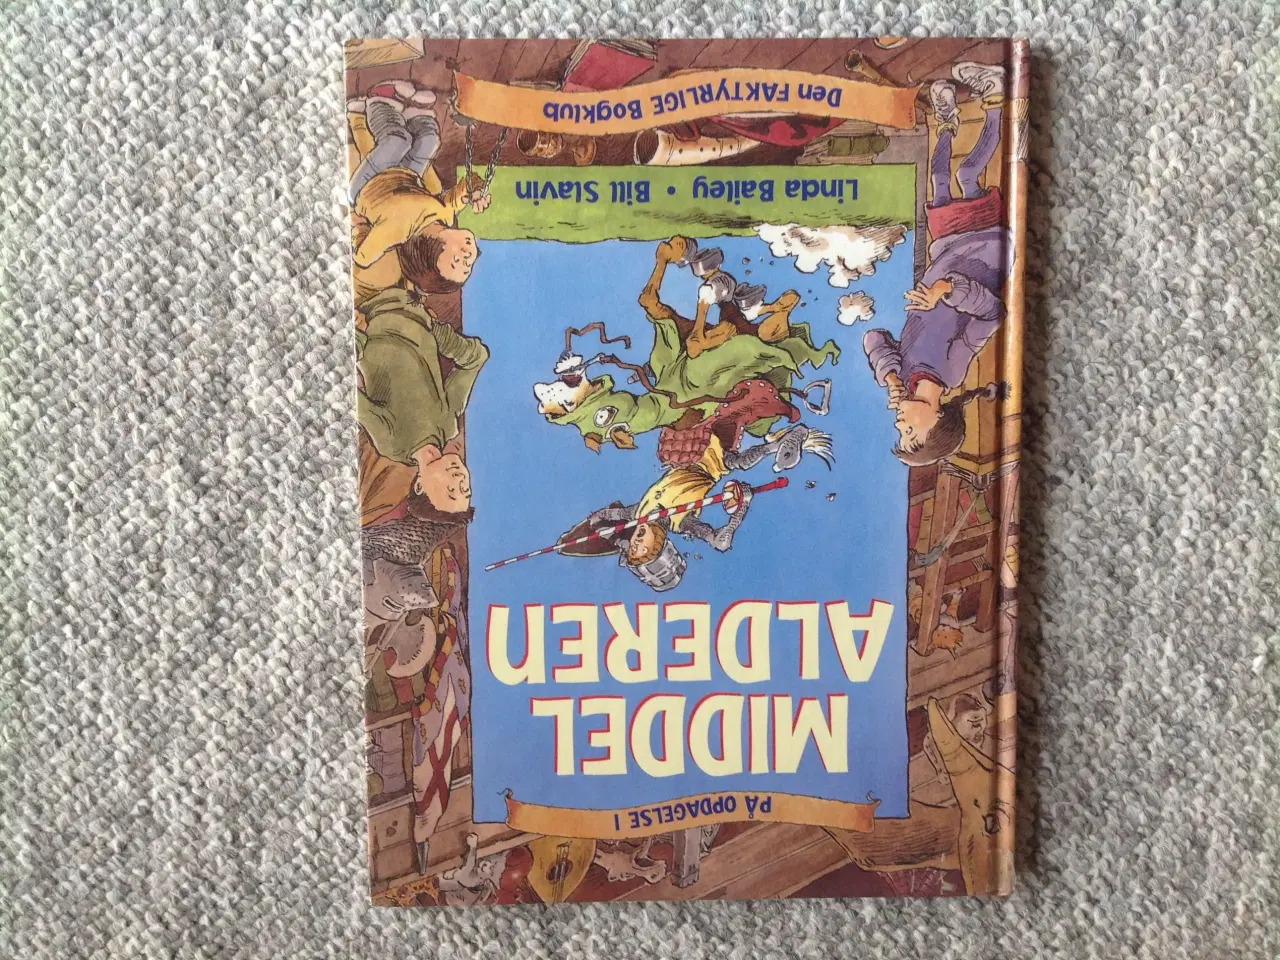 PÅ OPDAGELSE I
MIDDEL
ALDEREN
Linda Bailey • Bill Slavin
Den FAKTYRLIGE Bogklub